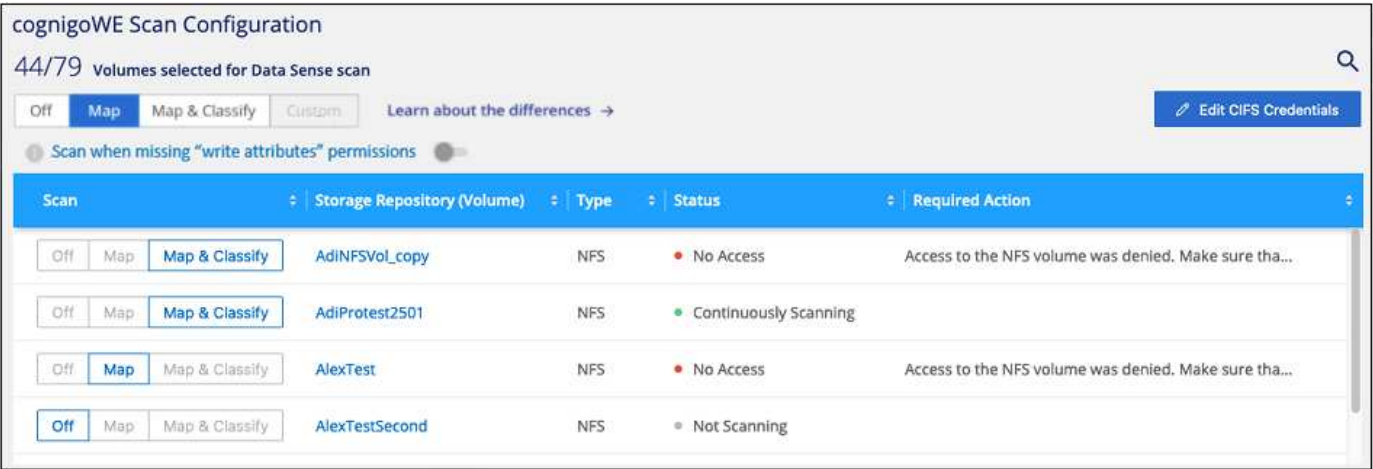 cognigoWE Scan Configuration
44/79 Volumes selected for Data Sense scan
Off Map Map & Classify Custom Learn about the differences → Edit CIFS Credentials
Scan when missing “write attributes” permissions
Scan Storage Repository (Volume) Type Status Required Action
Off Map Map & Classify AdiNFSVol_copy NFS No Access Access to the NFS volume was denied. Make sure tha...
Off Map Map & Classify AdiProtest2501 NFS Continuously Scanning
Off Map Map & Classify AlexTest NFS No Access Access to the NFS volume was denied. Make sure tha...
Off Map Map & Classify AlexTestSecond NFS Not Scanning